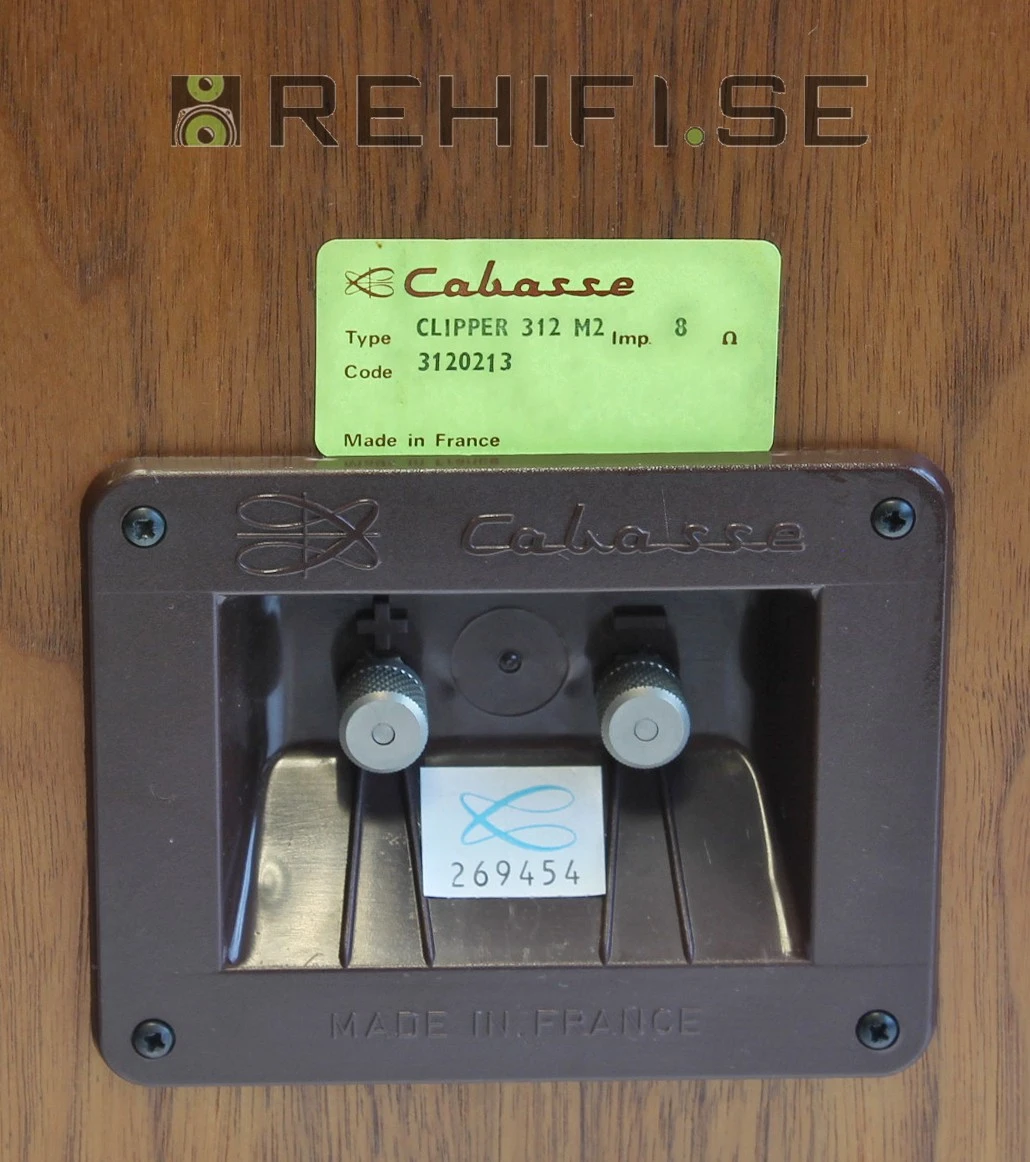 REHIFI.SE
Cabasse
Type CLIPPER 312 M2 Imp. 8 Ω
Code 3120213
Made in France
Cabasse
+ −
269454
MADE IN FRANCE